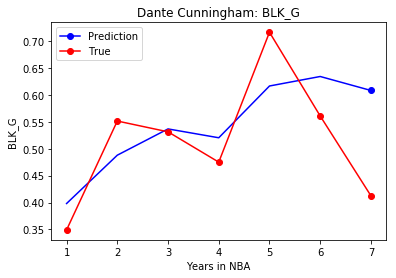 Dante Cunningham: BLK_G
Prediction
True
0.70
0.65
0.60
0.55
0.50
0.45
0.40
0.35
BLK_G
1 2 3 4 5 6 7
Years in NBA